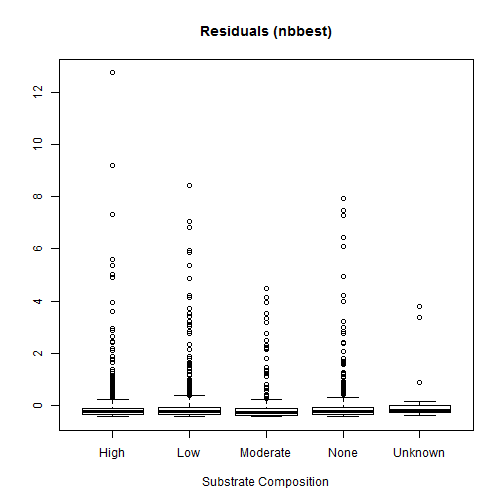 Residuals (nbbest)
12
10
8
6
4
2
0
High Low Moderate None Unknown
Substrate Composition